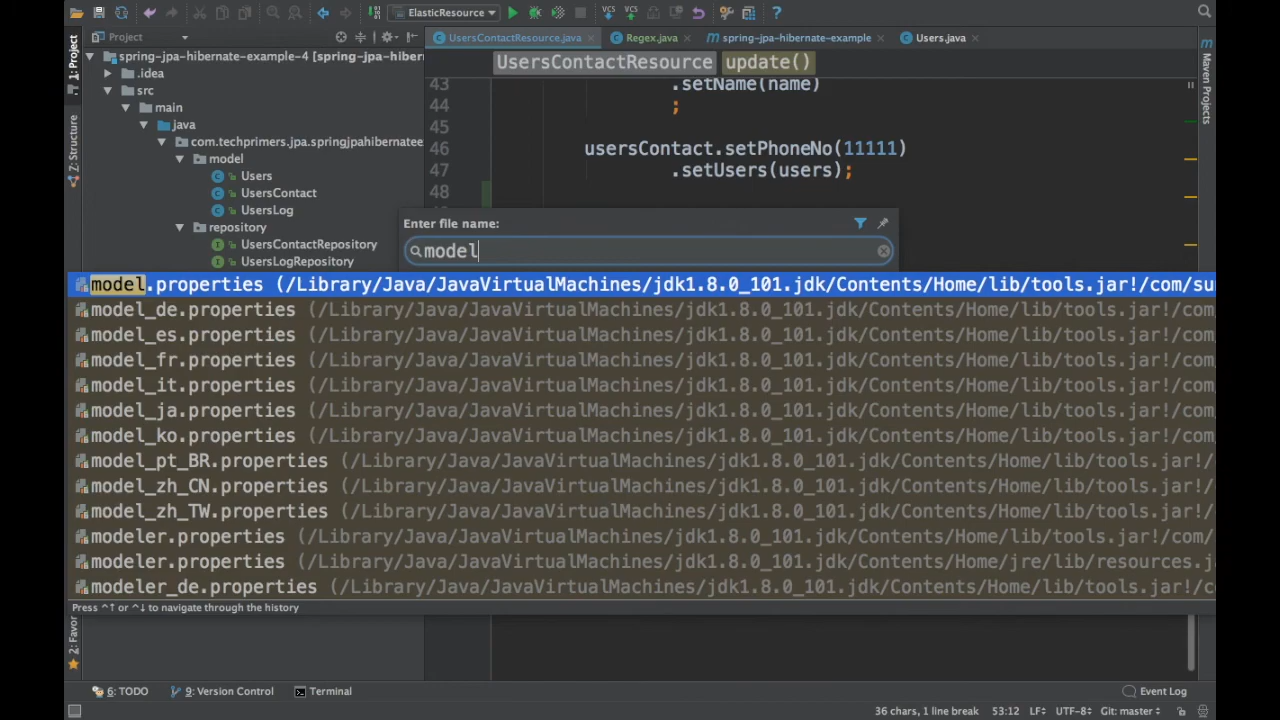 ElasticResource
Project
UsersContactResource.java
Regex.java
spring-jpa-hibernate-example
Users.java
1: Project
spring-jpa-hibernate-example-4 [spring-jpa-hibernate
.idea
src
main
java
com.techprimers.jpa.springjpahibernatee
model
Users
UsersContact
UsersLog
repository
UsersContactRepository
UsersLogRepository
Z: Structure
Maven Projects
UsersContactResource
update()
43 .setName(name)
44 ;
45
46 usersContact.setPhoneNo(11111)
47 .setUsers(users);
48
Enter file name:
model
model.properties (/Library/Java/JavaVirtualMachines/jdk1.8.0_101.jdk/Contents/Home/lib/tools.jar!/com/su
model_de.properties (/Library/Java/JavaVirtualMachines/jdk1.8.0_101.jdk/Contents/Home/lib/tools.jar!/com
model_es.properties (/Library/Java/JavaVirtualMachines/jdk1.8.0_101.jdk/Contents/Home/lib/tools.jar!/com
model_fr.properties (/Library/Java/JavaVirtualMachines/jdk1.8.0_101.jdk/Contents/Home/lib/tools.jar!/com
model_it.properties (/Library/Java/JavaVirtualMachines/jdk1.8.0_101.jdk/Contents/Home/lib/tools.jar!/com
model_ja.properties (/Library/Java/JavaVirtualMachines/jdk1.8.0_101.jdk/Contents/Home/lib/tools.jar!/com
model_ko.properties (/Library/Java/JavaVirtualMachines/jdk1.8.0_101.jdk/Contents/Home/lib/tools.jar!/com
model_pt_BR.properties (/Library/Java/JavaVirtualMachines/jdk1.8.0_101.jdk/Contents/Home/lib/tools.jar!/
model_zh_CN.properties (/Library/Java/JavaVirtualMachines/jdk1.8.0_101.jdk/Contents/Home/lib/tools.jar!/
model_zh_TW.properties (/Library/Java/JavaVirtualMachines/jdk1.8.0_101.jdk/Contents/Home/lib/tools.jar!/
modeler.properties (/Library/Java/JavaVirtualMachines/jdk1.8.0_101.jdk/Contents/Home/lib/tools.jar!/com/
modeler.properties (/Library/Java/JavaVirtualMachines/jdk1.8.0_101.jdk/Contents/Home/jre/lib/resources.j
modeler_de.properties (/Library/Java/JavaVirtualMachines/jdk1.8.0_101.jdk/Contents/Home/lib/tools.jar!/c
Press ^↑ or ^↓ to navigate through the history
2: Favor
6: TODO
9: Version Control
Terminal
Event Log
36 chars, 1 line break 53:12 LF÷ UTF-8÷ Git: master÷